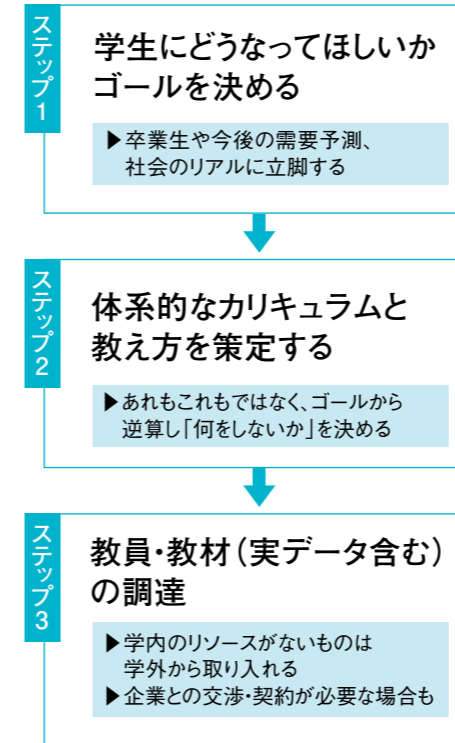 ステップ1
学生にどうなってほしいか
ゴールを決める
▶卒業生や今後の需要予測、
社会のリアルに立脚する
ステップ2
体系的なカリキュラムと
教え方を策定する
▶あれもこれもではなく、ゴールから
逆算し「何をしないか」を決める
ステップ3
教員・教材（実データ含む）
の調達
▶学内のリソースがないものは
学外から取り入れる
▶企業との交渉・契約が必要な場合も